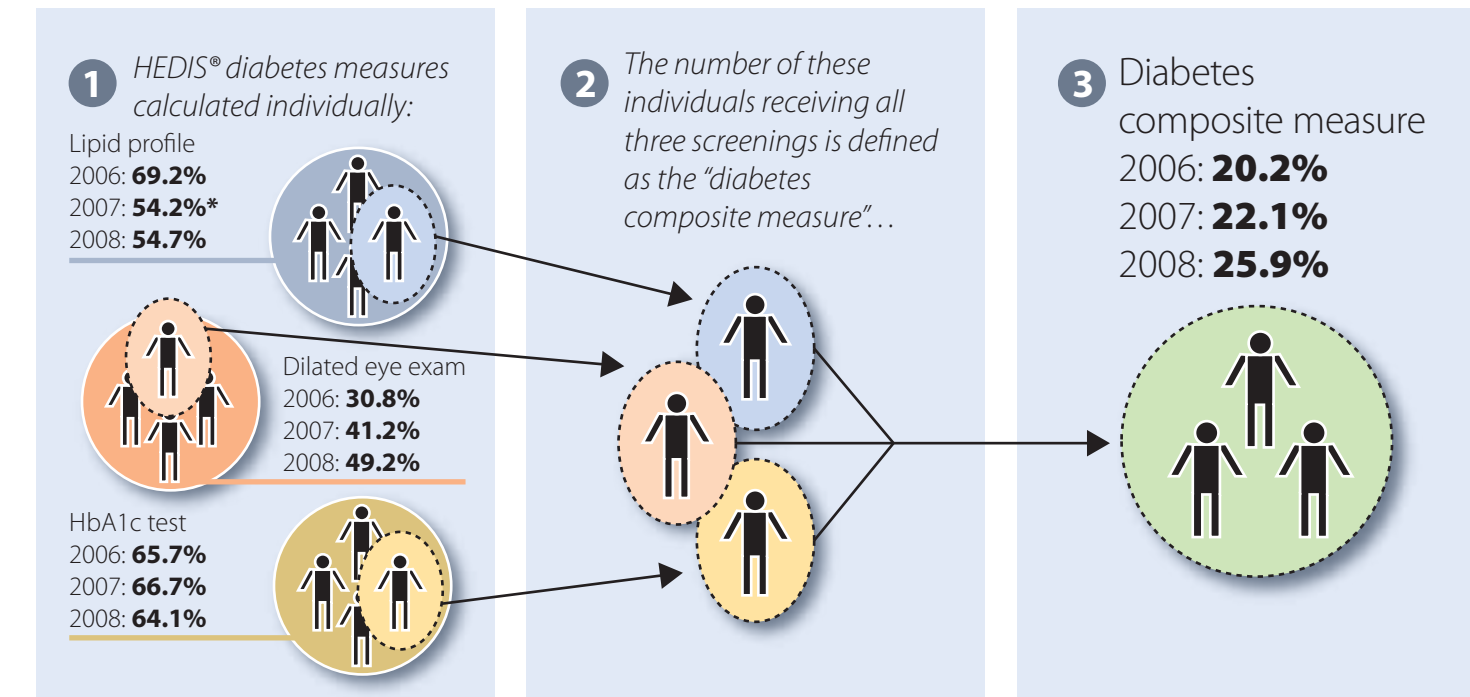 1
HEDIS® diabetes measures
calculated individually:
Lipid profile
2006: 69.2%
2007: 54.2%*
2008: 54.7%
Dilated eye exam
2006: 30.8%
2007: 41.2%
2008: 49.2%
HbA1c test
2006: 65.7%
2007: 66.7%
2008: 64.1%
2
The number of these
individuals receiving all
three screenings is defined
as the “diabetes
composite measure”…
3
Diabetes
composite measure
2006: 20.2%
2007: 22.1%
2008: 25.9%